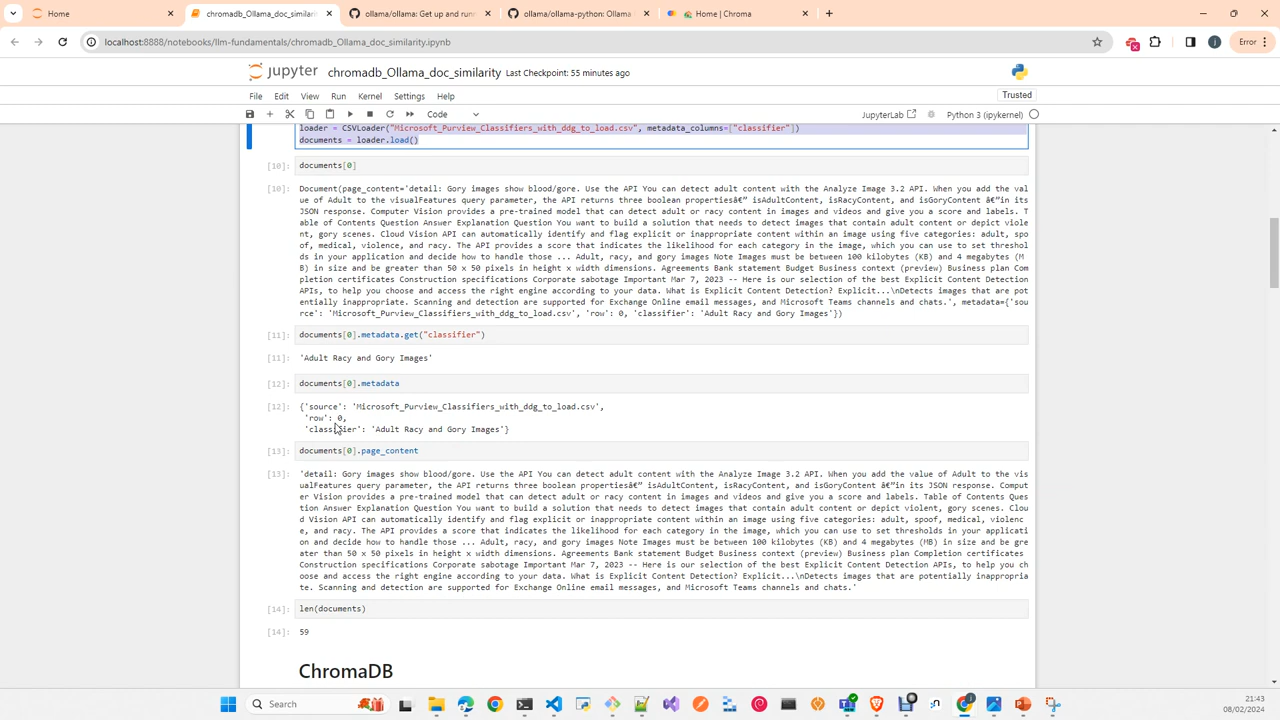 Home
chromadb_Ollama_doc_similari
ollama/ollama: Get up and runn
ollama/ollama-python: Ollama
Home | Chroma
localhost:8888/notebooks/llm-fundamentals/chromadb_Ollama_doc_similarity.ipynb
Error
jupyter chromadb_Ollama_doc_similarity Last Checkpoint: 55 minutes ago
File Edit View Run Kernel Settings Help
Trusted
Code
JupyterLab
Python 3 (ipykernel)
loader = CSVLoader("Microsoft_Purview_Classifiers_with_ddg_to_load.csv", metadata_columns=["classifier"])
documents = loader.load()
[10]: documents[0]
[10]: Document(page_content='detail: Gory images show blood/gore. Use the API You can detect adult content with the Analyze Image 3.2 API. When you add the val
ue of Adult to the visualFeatures query parameter, the API returns three boolean propertiesâ€” isAdultContent, isRacyContent, and isGoryContent â€”in its
JSON response. Computer Vision provides a pre-trained model that can detect adult or racy content in images and videos and give you a score and labels. T
able of Contents Question Answer Explanation Question You want to build a solution that needs to detect images that contain adult content or depict viole
nt, gory scenes. Cloud Vision API can automatically identify and flag explicit or inappropriate content within an image using five categories: adult, spo
of, medical, violence, and racy. The API provides a score that indicates the likelihood for each category in the image, which you can use to set threshol
ds in your application and decide how to handle those ... Adult, racy, and gory images Note Images must be between 100 kilobytes (KB) and 4 megabytes (M
B) in size and be greater than 50 x 50 pixels in height x width dimensions. Agreements Bank statement Budget Business context (preview) Business plan Com
pletion certificates Construction specifications Corporate sabotage Important Mar 7, 2023 -- Here is our selection of the best Explicit Content Detection
APIs, to help you choose and access the right engine according to your data. What is Explicit Content Detection? Explicit...\nDetects images that are pot
entially inappropriate. Scanning and detection are supported for Exchange Online email messages, and Microsoft Teams channels and chats.', metadata={'sou
rce': 'Microsoft_Purview_Classifiers_with_ddg_to_load.csv', 'row': 0, 'classifier': 'Adult Racy and Gory Images'})
[11]: documents[0].metadata.get("classifier")
[11]: 'Adult Racy and Gory Images'
[12]: documents[0].metadata
[12]: {'source': 'Microsoft_Purview_Classifiers_with_ddg_to_load.csv',
'row': 0,
'classifier': 'Adult Racy and Gory Images'}
[13]: documents[0].page_content
[13]: 'detail: Gory images show blood/gore. Use the API You can detect adult content with the Analyze Image 3.2 API. When you add the value of Adult to the vis
ualFeatures query parameter, the API returns three boolean propertiesâ€” isAdultContent, isRacyContent, and isGoryContent â€”in its JSON response. Comput
er Vision provides a pre-trained model that can detect adult or racy content in images and videos and give you a score and labels. Table of Contents Ques
tion Answer Explanation Question You want to build a solution that needs to detect images that contain adult content or depict violent, gory scenes. Clou
d Vision API can automatically identify and flag explicit or inappropriate content within an image using five categories: adult, spoof, medical, violenc
e, and racy. The API provides a score that indicates the likelihood for each category in the image, which you can use to set thresholds in your applicati
on and decide how to handle those ... Adult, racy, and gory images Note Images must be between 100 kilobytes (KB) and 4 megabytes (MB) in size and be gre
ater than 50 x 50 pixels in height x width dimensions. Agreements Bank statement Budget Business context (preview) Business plan Completion certificates
Construction specifications Corporate sabotage Important Mar 7, 2023 -- Here is our selection of the best Explicit Content Detection APIs, to help you ch
oose and access the right engine according to your data. What is Explicit Content Detection? Explicit...\nDetects images that are potentially inappropria
te. Scanning and detection are supported for Exchange Online email messages, and Microsoft Teams channels and chats.'
[14]: len(documents)
[14]: 59
ChromaDB
Search
21:43
08/02/2024